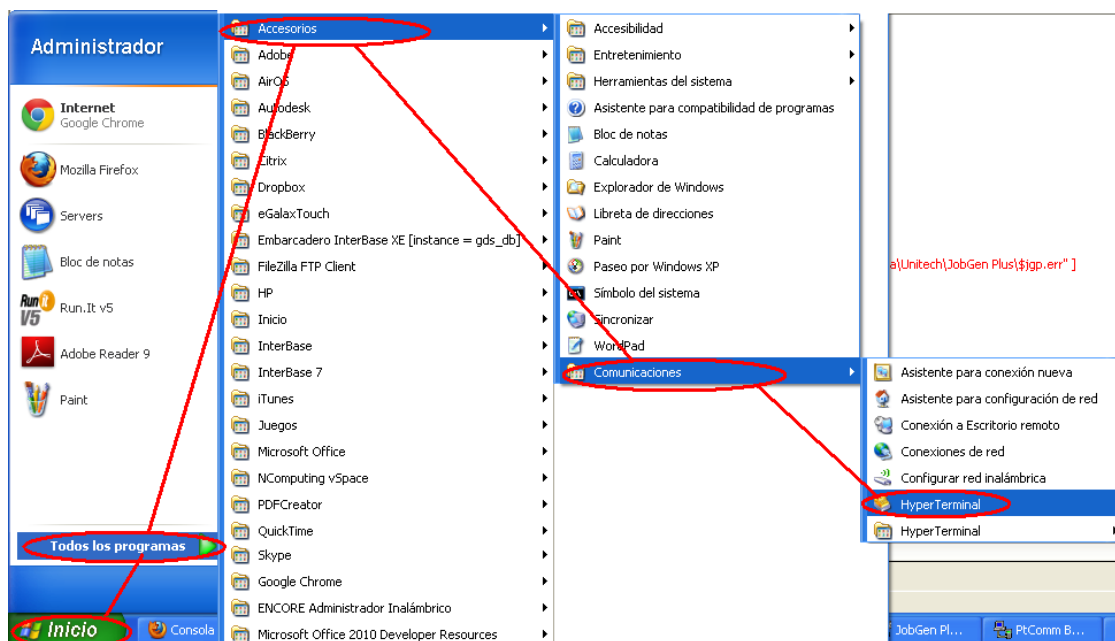 Administrador
Internet
Google Chrome
Mozilla Firefox
Servers
Bloc de notas
Run.It v5
Adobe Reader 9
Paint
Todos los programas
Inicio
Consola
Accesorios
Adobe
AirOS
Autodesk
BlackBerry
Citrix
Dropbox
eGalaxTouch
Embarcadero InterBase XE [instance = gds_db]
FileZilla FTP Client
HP
Inicio
InterBase
InterBase 7
iTunes
Juegos
Microsoft Office
NComputing vSpace
PDFCreator
QuickTime
Skype
Google Chrome
ENCORE Administrador Inalámbrico
Microsoft Office 2010 Developer Resources
Accesibilidad
Entretenimiento
Herramientas del sistema
Asistente para compatibilidad de programas
Bloc de notas
Calculadora
Explorador de Windows
Libreta de direcciones
Paint
Paseo por Windows XP
Símbolo del sistema
Sincronizar
WordPad
Comunicaciones
Asistente para conexión nueva
Asistente para configuración de red
Conexión a Escritorio remoto
Conexiones de red
Configurar red inalámbrica
HyperTerminal
HyperTerminal
a\Unitech\JobGen Plus\$jgp.err" ]
JobGen Pl...
PtComm B...